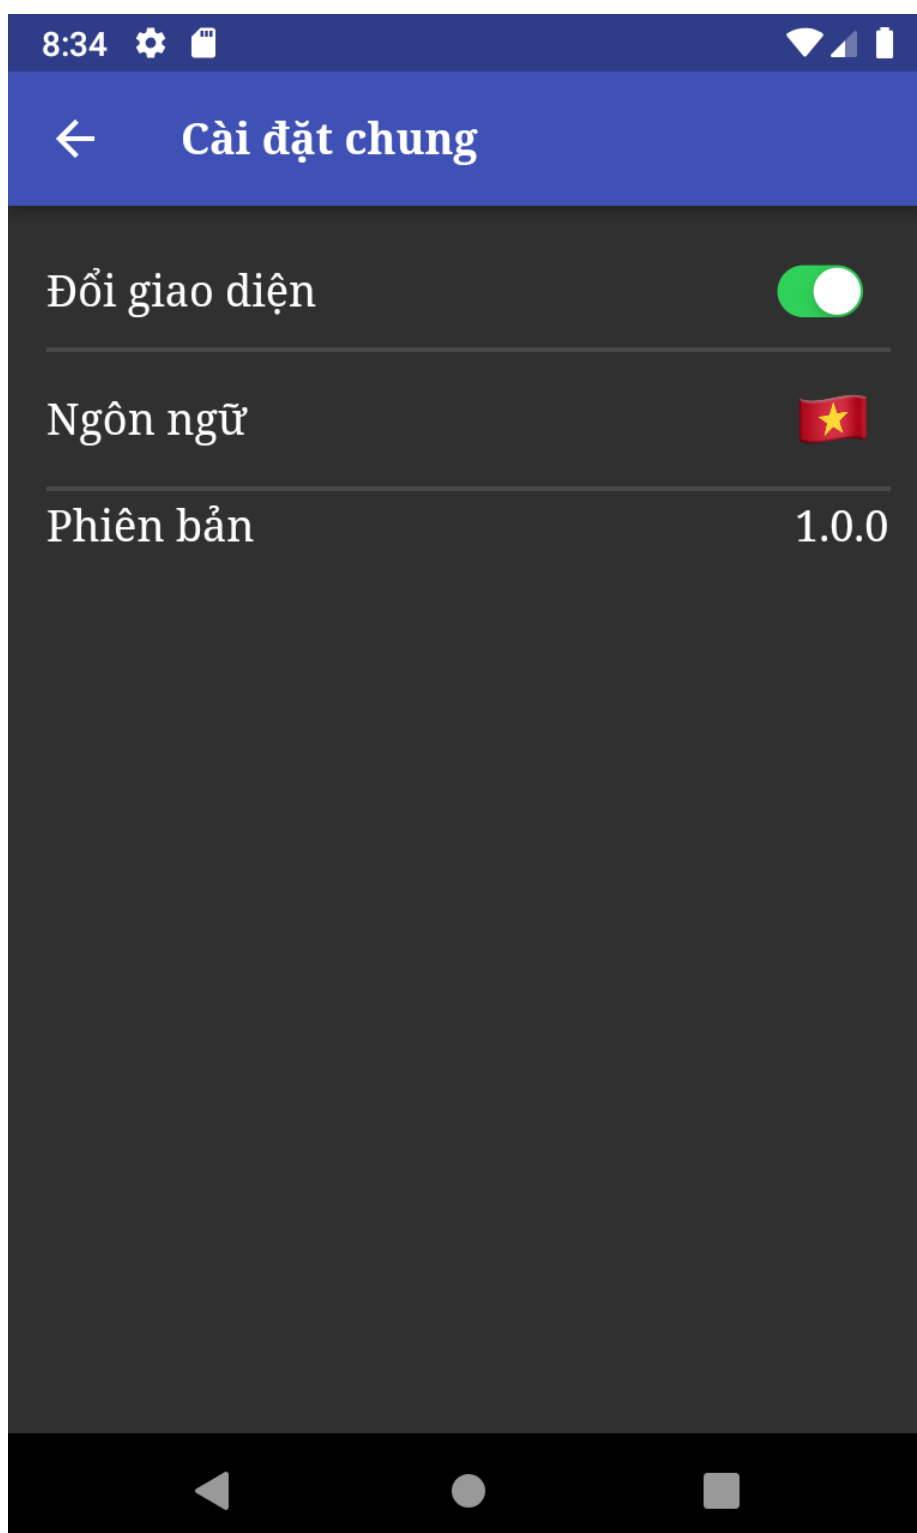 8:34
Cài đặt chung
Đổi giao diện
Ngôn ngữ
Phiên bản 1.0.0